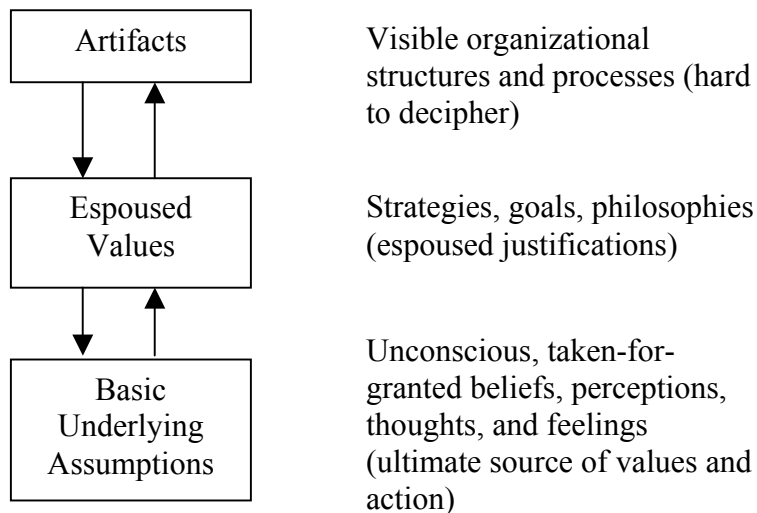 Artifacts
Visible organizational
structures and processes (hard
to decipher)
Espoused
Values
Strategies, goals, philosophies
(espoused justifications)
Basic
Underlying
Assumptions
Unconscious, taken-for-
granted beliefs, perceptions,
thoughts, and feelings
(ultimate source of values and
action)